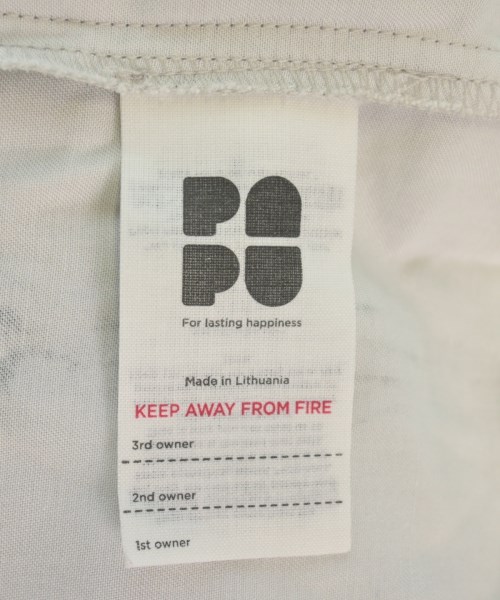 PA
PU
For lasting happiness
Made in Lithuania
KEEP AWAY FROM FIRE
3rd owner
2nd owner
1st owner